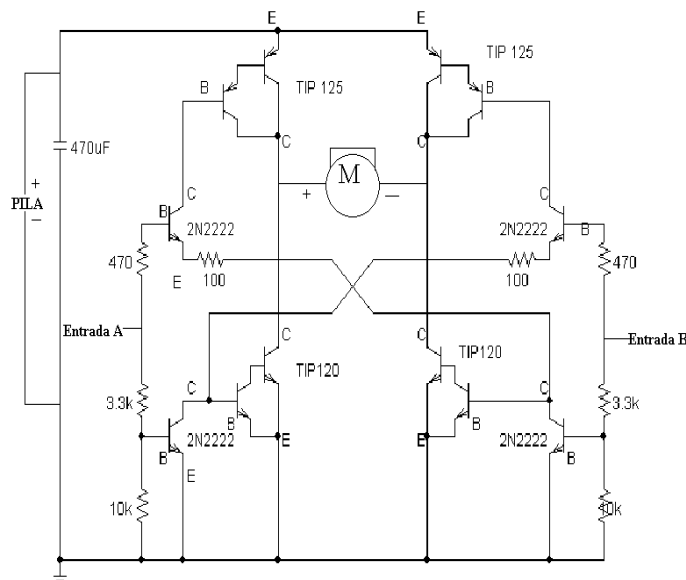 E E
TIP 125
B TIP 125 B
470uF
C C
+ M —
+
PILA
—
C C
B 2N2222 2N2222 B
470 470
E 100 100
Entrada A Entrada B
C C
TIP120 TIP120
3.3k C C 3.3k
B B
2N2222 E E 2N2222
B B
E
10k 10k